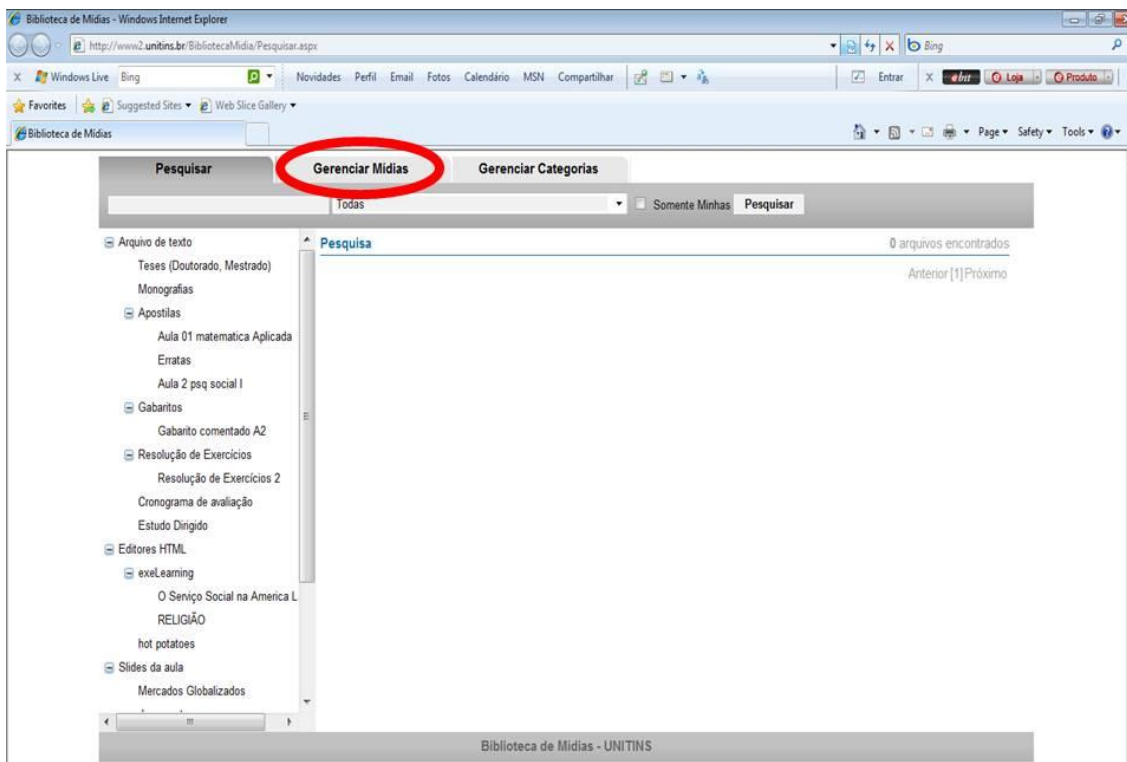 Biblioteca de Mídias - Windows Internet Explorer
http://www2.unitins.br/BibliotecaMidia/Pesquisar.aspx
Bing
X Windows Live Bing Novidades Perfil Email Fotos Calendário MSN Compartilhar Entrar X ebit Loja Produto
Favorites Suggested Sites Web Slice Gallery
Biblioteca de Mídias Page Safety Tools
Pesquisar Gerenciar Mídias Gerenciar Categorias
Todas Somente Minhas Pesquisar
Arquivo de texto
Teses (Doutorado, Mestrado)
Monografias
Apostilas
Aula 01 matematica Aplicada
Erratas
Aula 2 psq social I
Gabaritos
Gabarito comentado A2
Resolução de Exercícios
Resolução de Exercícios 2
Cronograma de avaliação
Estudo Dirigido
Editores HTML
exeLearning
O Serviço Social na America L
RELIGIÃO
hot potatoes
Slides da aula
Mercados Globalizados
Pesquisa 0 arquivos encontrados
Anterior [1] Próximo
Biblioteca de Mídias - UNITINS